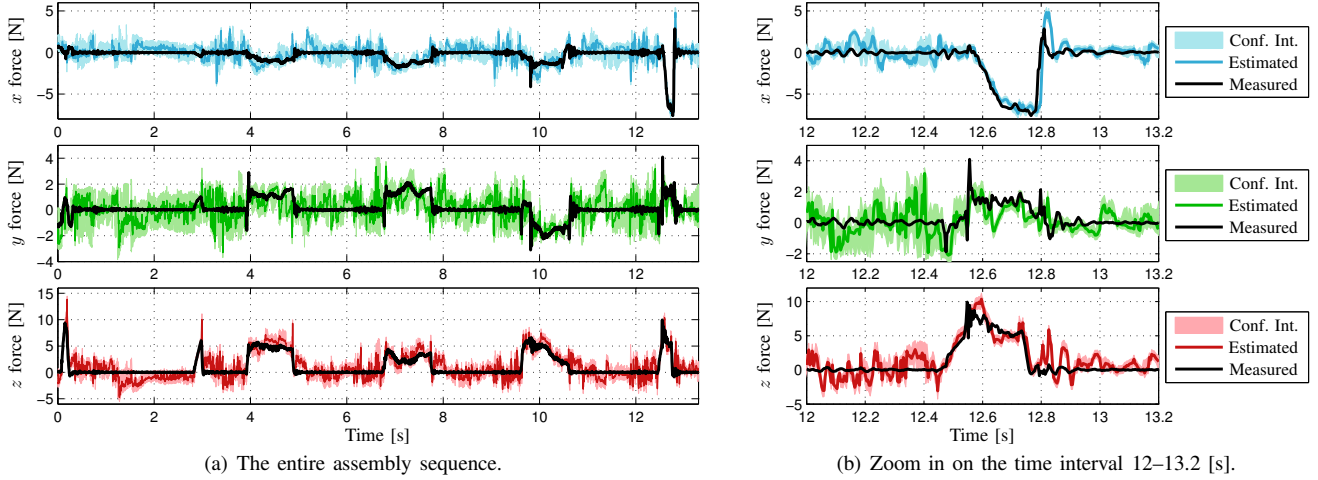 5
0
−5
x force [N]
0 2 4 6 8 10 12
4
2
0
−2
−4
y force [N]
0 2 4 6 8 10 12
15
10
5
0
−5
z force [N]
0 2 4 6 8 10 12
Time [s]
(a) The entire assembly sequence.
5
0
−5
x force [N]
12 12.2 12.4 12.6 12.8 13 13.2
Conf. Int.
Estimated
Measured
4
2
0
−2
y force [N]
12 12.2 12.4 12.6 12.8 13 13.2
Conf. Int.
Estimated
Measured
10
5
0
−5
z force [N]
12 12.2 12.4 12.6 12.8 13 13.2
Time [s]
Conf. Int.
Estimated
Measured
(b) Zoom in on the time interval 12–13.2 [s].